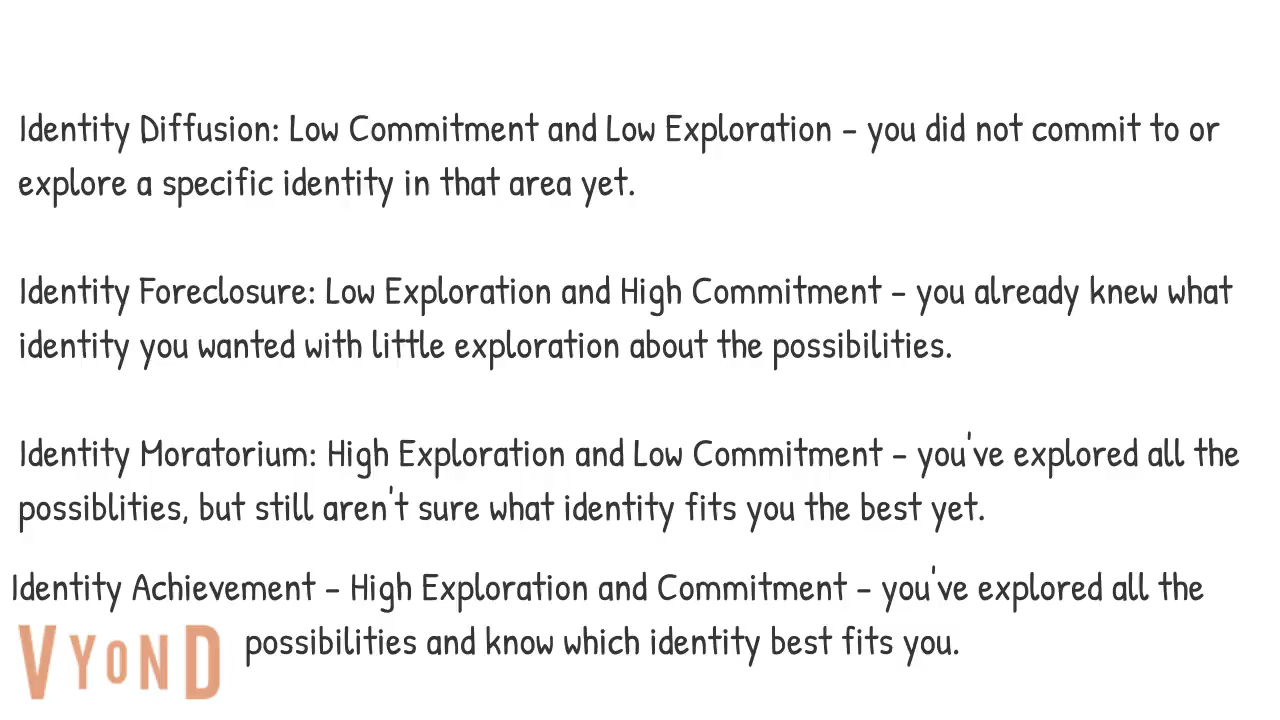 Identity Diffusion: Low Commitment and Low Exploration - you did not commit to or
explore a specific identity in that area yet.
Identity Foreclosure: Low Exploration and High Commitment - you already knew what
identity you wanted with little exploration about the possibilities.
Identity Moratorium: High Exploration and Low Commitment - you've explored all the
possiblities, but still aren't sure what identity fits you the best yet.
Identity Achievement - High Exploration and Commitment - you've explored all the
possibilities and know which identity best fits you.
VYOND